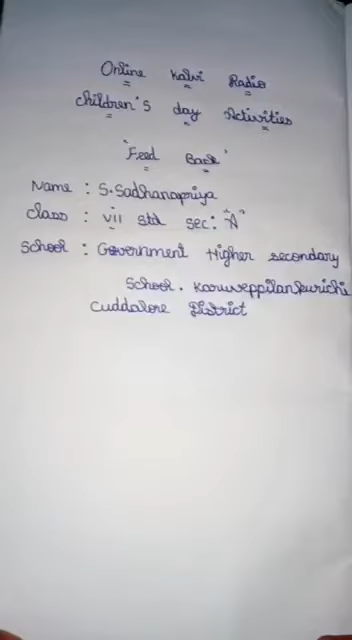 Online Kalvi Radio
Children's day Activities
"Feed Back"
Name : S. Sadhanapriya
Class : vii std sec : "A"
School : Government Higher secondary
School . Karuveppilankurichi
Cuddalore District